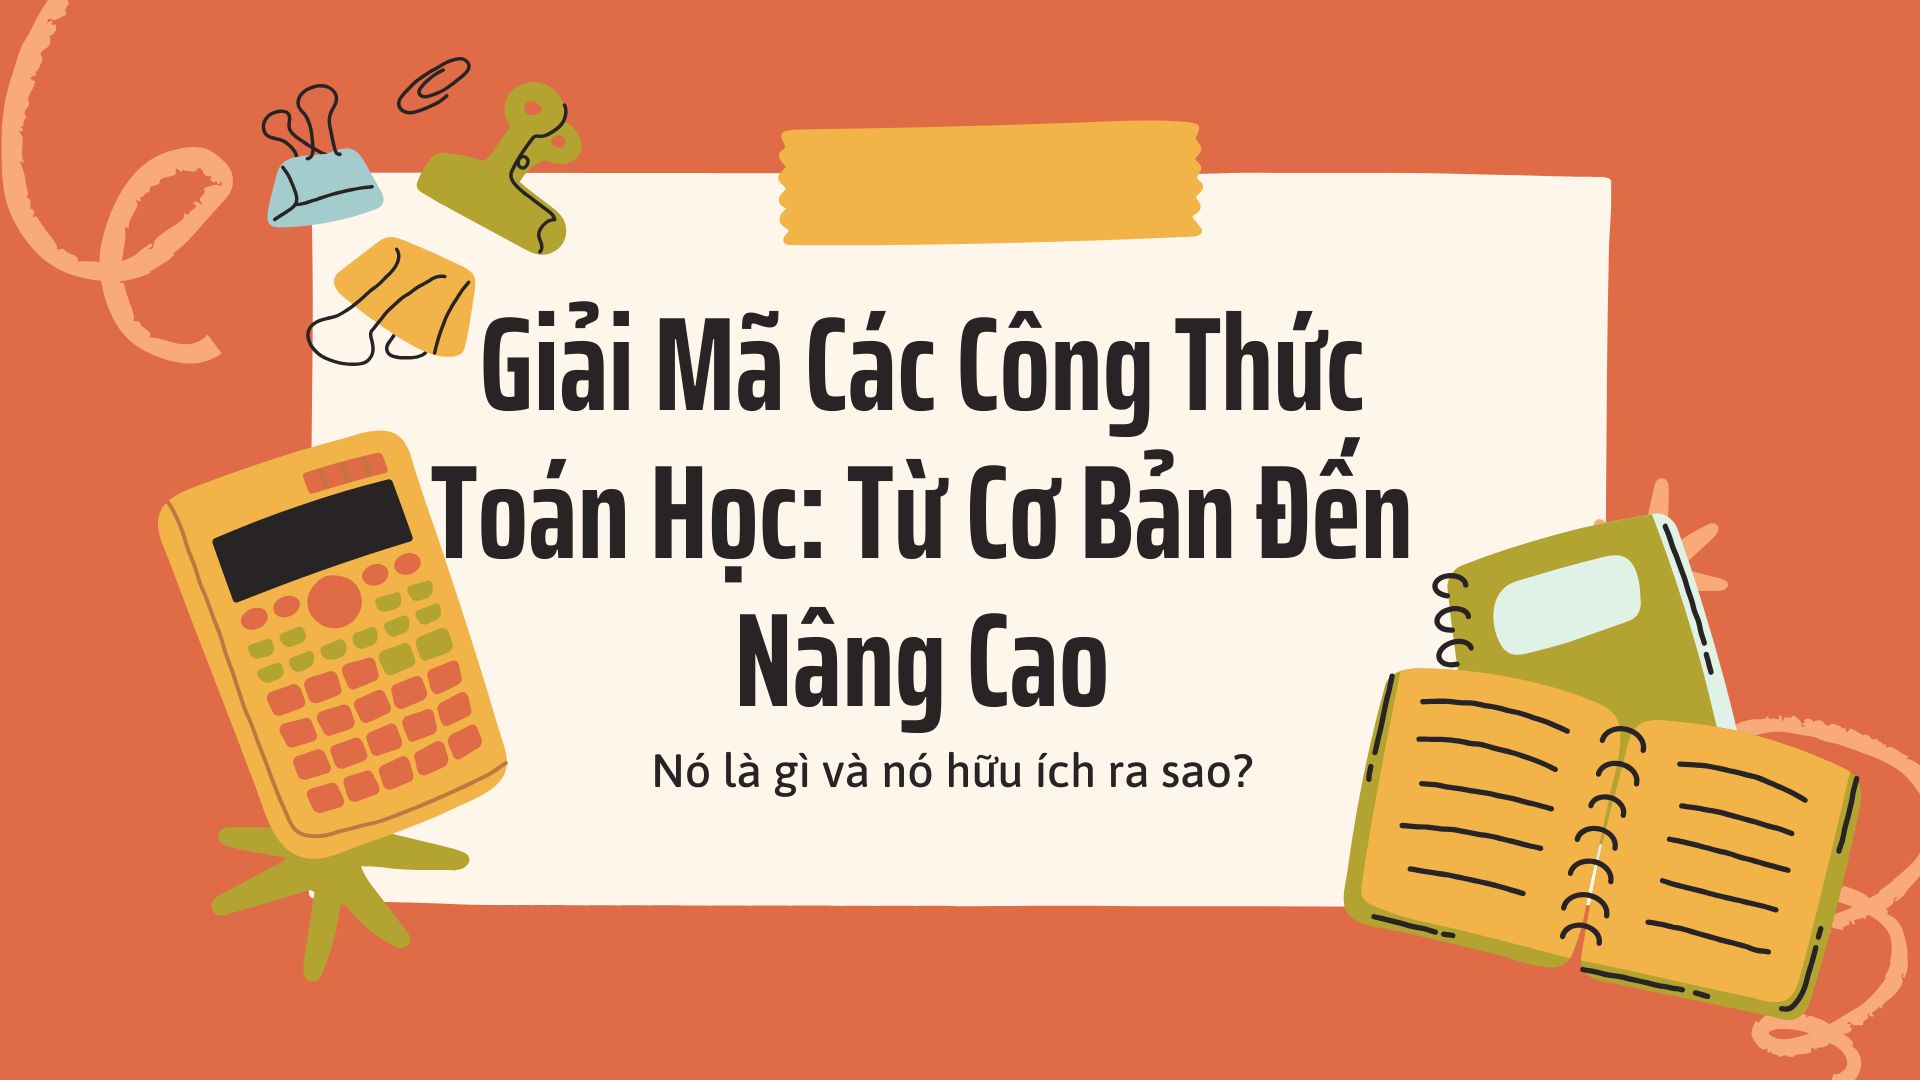 Giải Mã Các Công Thức
Toán Học: Từ Cơ Bản Đến
Nâng Cao
Nó là gì và nó hữu ích ra sao?